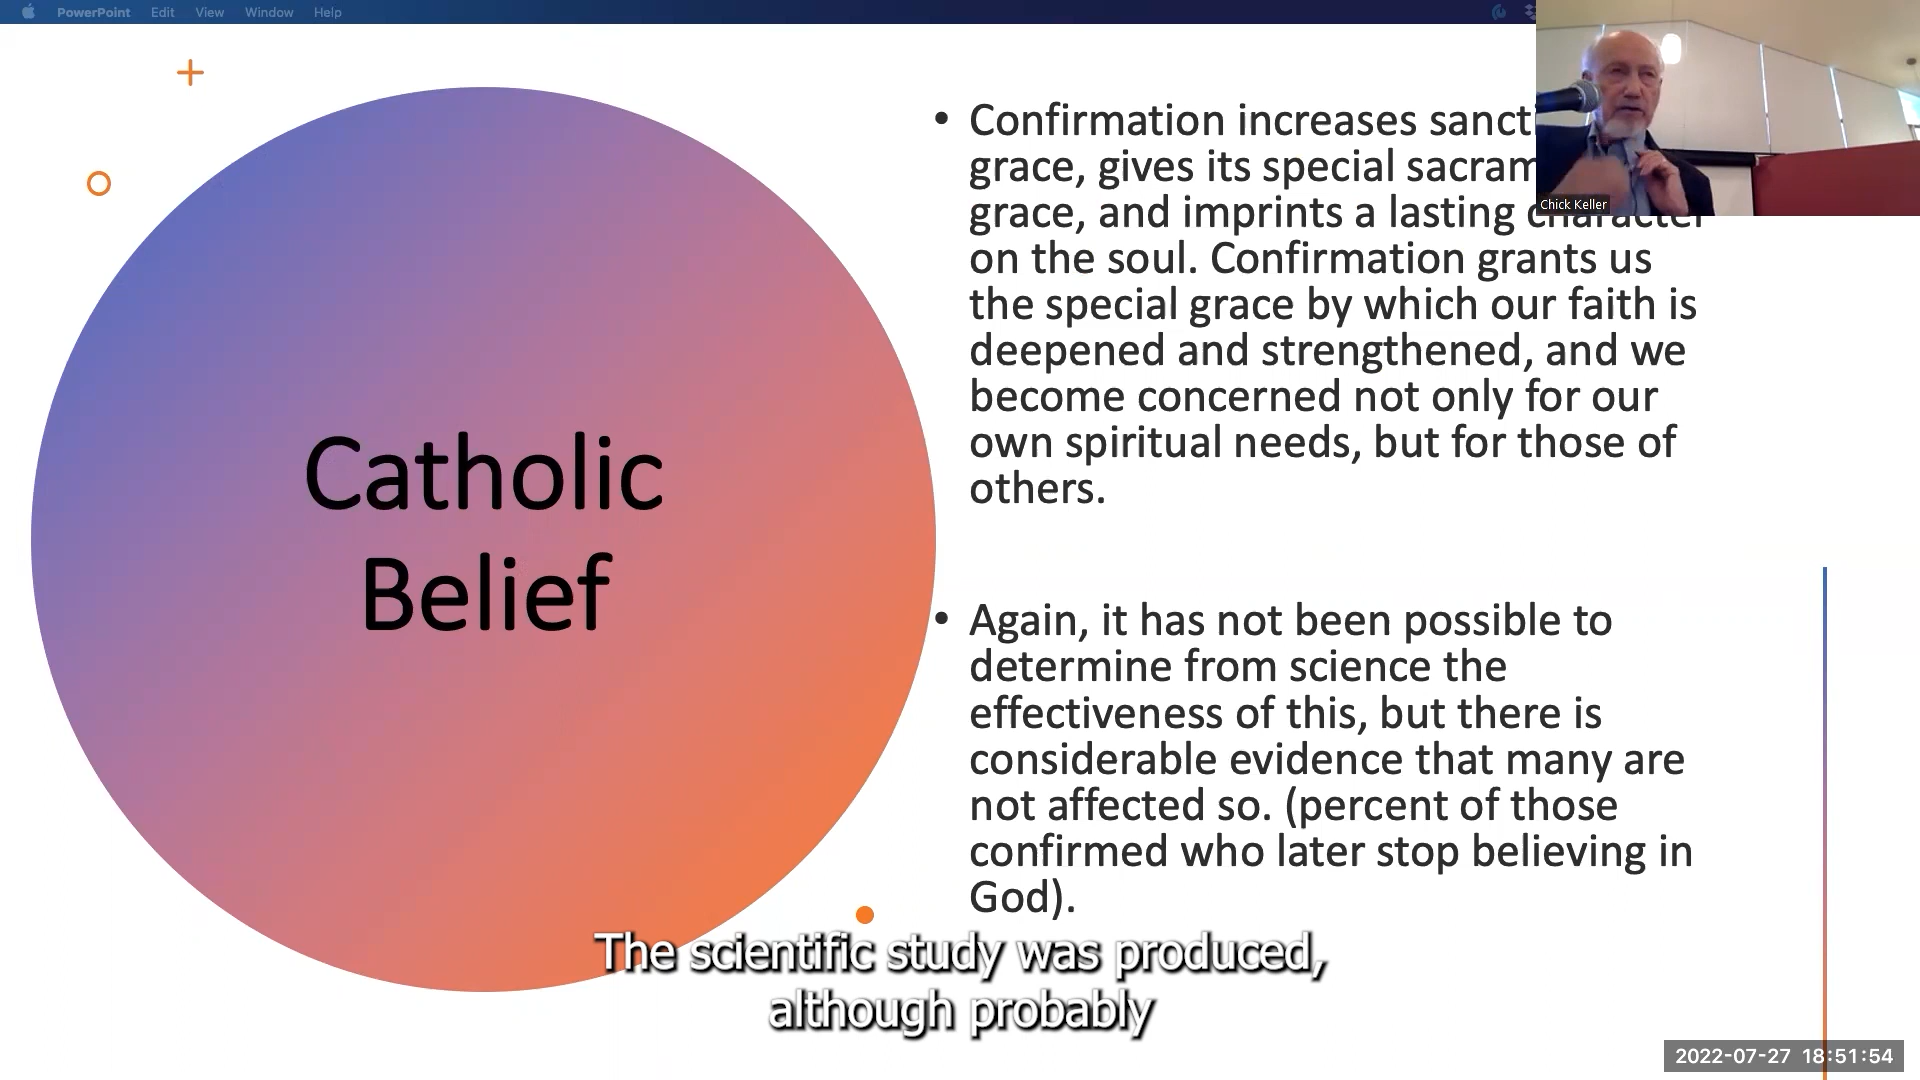 PowerPoint Edit View Window Help
Catholic
Belief
• Confirmation increases
grace, gives its special
grace, and imprints a lasting character
on the soul. Confirmation grants us
the special grace by which our faith is
deepened and strengthened, and we
become concerned not only for our
own spiritual needs, but for those of
others.
• Again, it has not been possible to
determine from science the
effectiveness of this, but there is
considerable evidence that many are
not affected so. (percent of those
confirmed who later stop believing in
God).
Chick Keller
The scientific study was produced,
although probably
2022-07-27 18:51:54